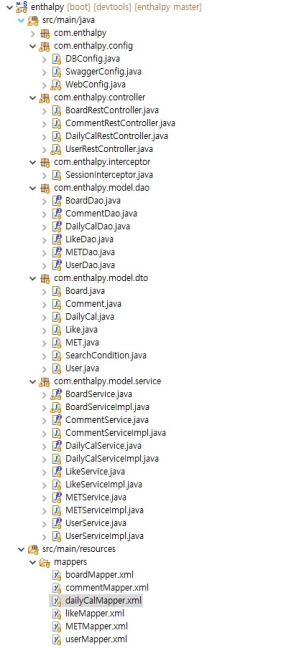 enthalpy [boot] [devtools] [enthalpy master]
src/main/java
com.enthalpy
com.enthalpy.config
DBConfig.java
SwaggerConfig.java
WebConfig.java
com.enthalpy.controller
BoardRestController.java
CommentRestController.java
DailyCalRestController.java
UserRestController.java
com.enthalpy.interceptor
SessionInterceptor.java
com.enthalpy.model.dao
BoardDao.java
CommentDao.java
DailyCalDao.java
LikeDao.java
METDao.java
UserDao.java
com.enthalpy.model.dto
Board.java
Comment.java
DailyCal.java
Like.java
MET.java
SearchCondition.java
User.java
com.enthalpy.model.service
BoardService.java
BoardServiceImpl.java
CommentService.java
CommentServiceImpl.java
DailyCalService.java
DailyCalServiceImpl.java
LikeService.java
LikeServiceImpl.java
METService.java
METServiceImpl.java
UserService.java
UserServiceImpl.java
src/main/resources
mappers
boardMapper.xml
commentMapper.xml
dailyCalMapper.xml
likeMapper.xml
METMapper.xml
userMapper.xml